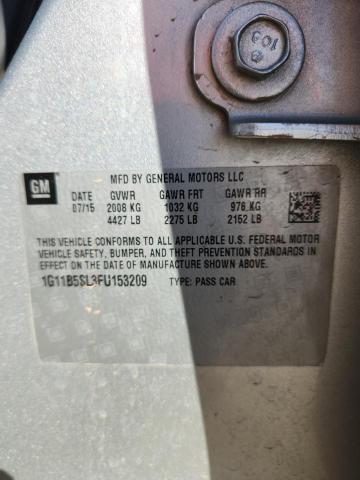 109
GM
MFD BY GENERAL MOTORS LLC
DATE GVWR GAWR FRT GAWR RR
07/15 2008 KG 1032 KG 976 KG
4427 LB 2275 LB 2152 LB
THIS VEHICLE CONFORMS TO ALL APPLICABLE U.S. FEDERAL MOTOR
VEHICLE SAFETY, BUMPER, AND THEFT PREVENTION STANDARDS IN
EFFECT ON THE DATE OF MANUFACTURE SHOWN ABOVE.
1G11B5SL3FU153209 TYPE: PASS CAR